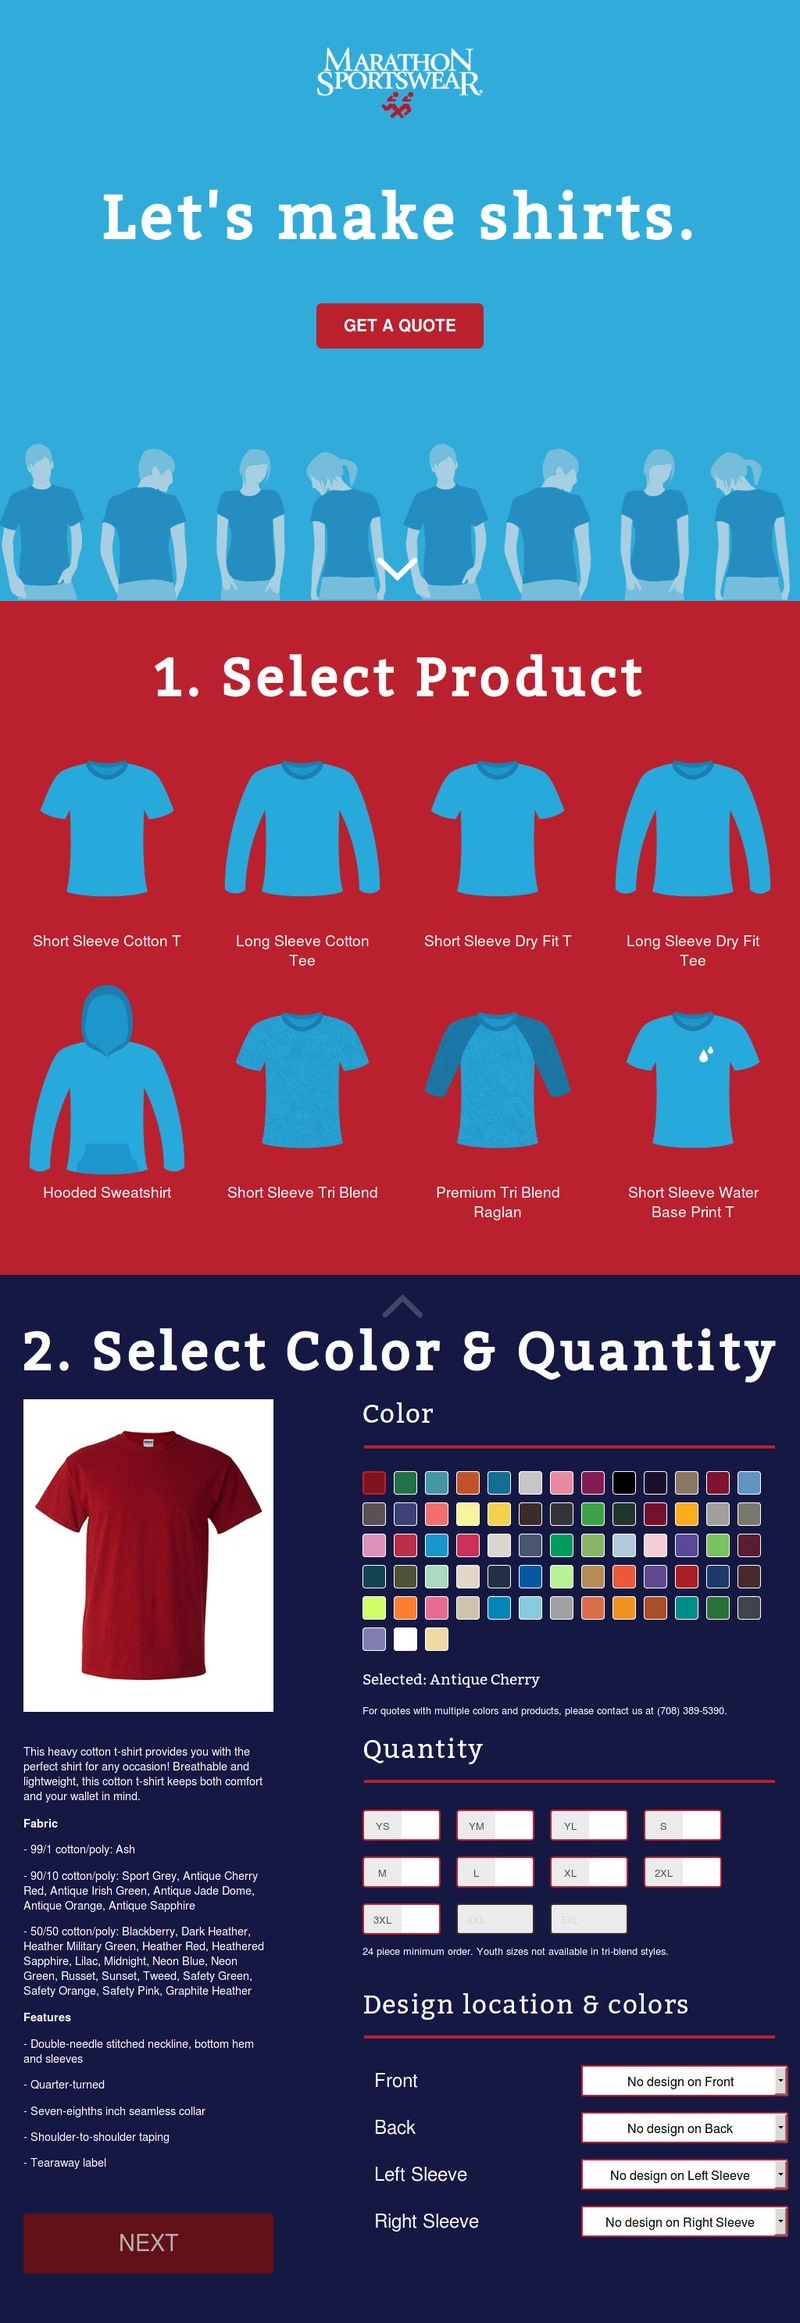 MARATHON
SPORTSWEAR
Let's make shirts.
GET A QUOTE
1. Select Product
Short Sleeve Cotton T
Long Sleeve Cotton
Tee
Short Sleeve Dry Fit T
Long Sleeve Dry Fit
Tee
Hooded Sweatshirt
Short Sleeve Tri Blend
Premium Tri Blend
Raglan
Short Sleeve Water
Base Print T
2. Select Color & Quantity
This heavy cotton t-shirt provides you with the
perfect shirt for any occasion! Breathable and
lightweight, this cotton t-shirt keeps both comfort
and your wallet in mind.
Fabric
- 99/1 cotton/poly: Ash
- 90/10 cotton/poly: Sport Grey, Antique Cherry
Red, Antique Irish Green, Antique Jade Dome,
Antique Orange, Antique Sapphire
- 50/50 cotton/poly: Blackberry, Dark Heather,
Heather Military Green, Heather Red, Heathered
Sapphire, Lilac, Midnight, Neon Blue, Neon
Green, Russet, Sunset, Tweed, Safety Green,
Safety Orange, Safety Pink, Graphite Heather
Features
- Double-needle stitched neckline, bottom hem
and sleeves
- Quarter-turned
- Seven-eighths inch seamless collar
- Shoulder-to-shoulder taping
- Tearaway label
NEXT
Color
Selected: Antique Cherry
For quotes with multiple colors and products, please contact us at (708) 389-5390.
Quantity
YS YM YL S
M L XL 2XL
3XL 4XL 5XL
24 piece minimum order. Youth sizes not available in tri-blend styles.
Design location & colors
Front No design on Front
Back No design on Back
Left Sleeve No design on Left Sleeve
Right Sleeve No design on Right Sleeve